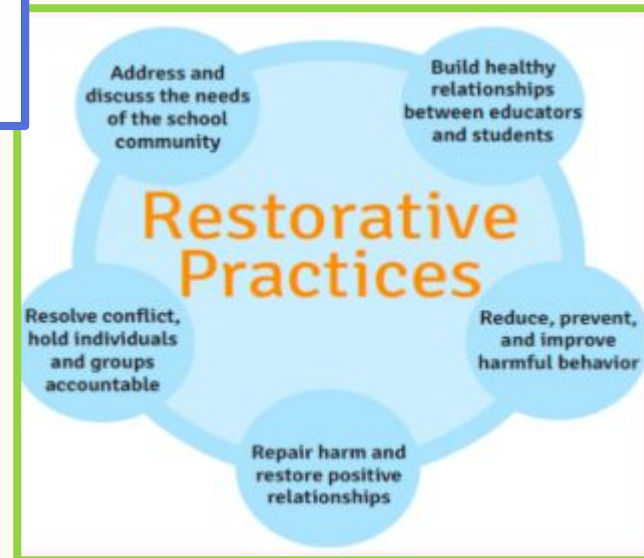 Address and
discuss the needs
of the school
community
Build healthy
relationships
between educators
and students
Restorative
Practices
Resolve conflict,
hold individuals
and groups
accountable
Reduce, prevent,
and improve
harmful behavior
Repair harm and
restore positive
relationships